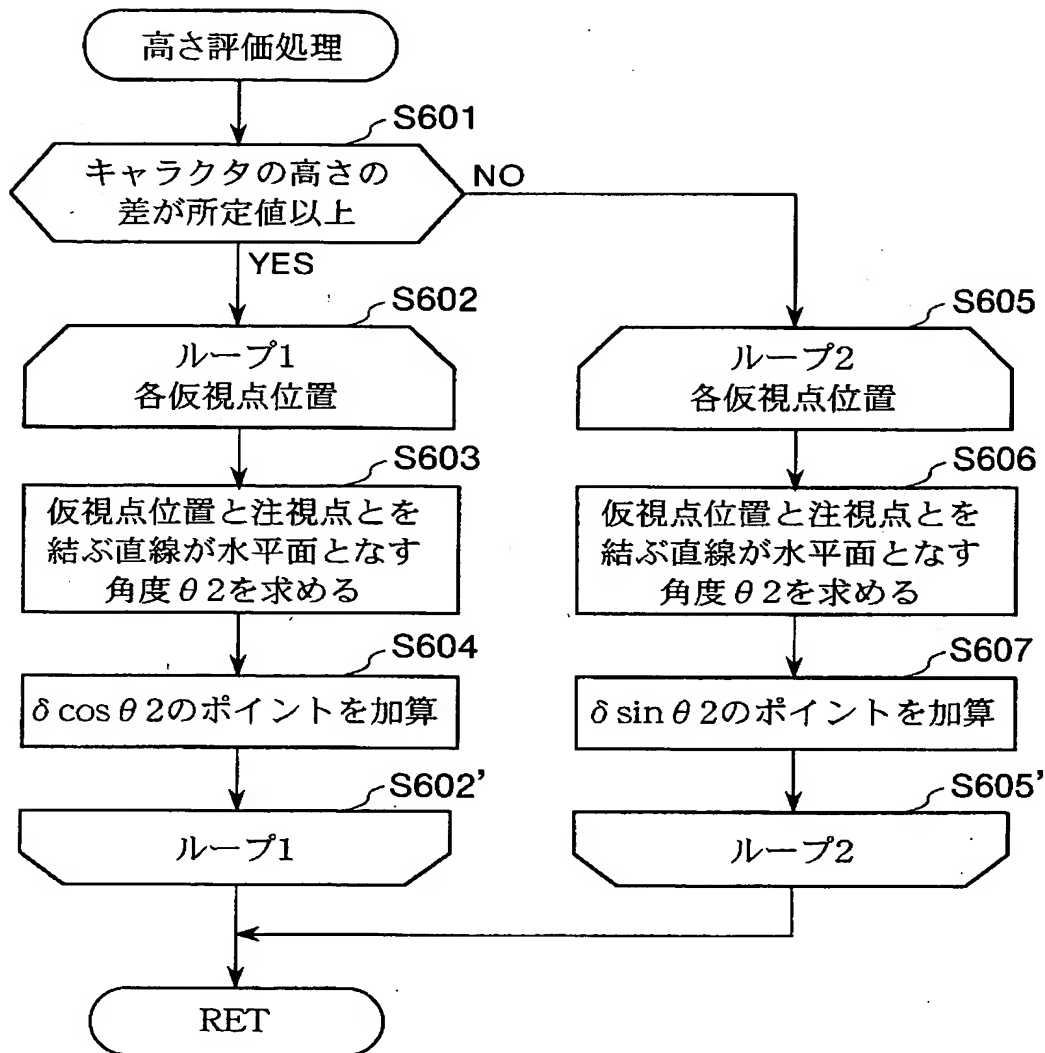 高さ評価処理
S601
キャラクタの高さの
差が所定値以上
NO
YES
S602
ループ1
各仮視点位置
S603
仮視点位置と注視点とを
結ぶ直線が水平面となす
角度θ2を求める
S604
δcosθ2のポイントを加算
S602'
ループ1
S605
ループ2
各仮視点位置
S606
仮視点位置と注視点とを
結ぶ直線が水平面となす
角度θ2を求める
S607
δsinθ2のポイントを加算
S605'
ループ2
RET